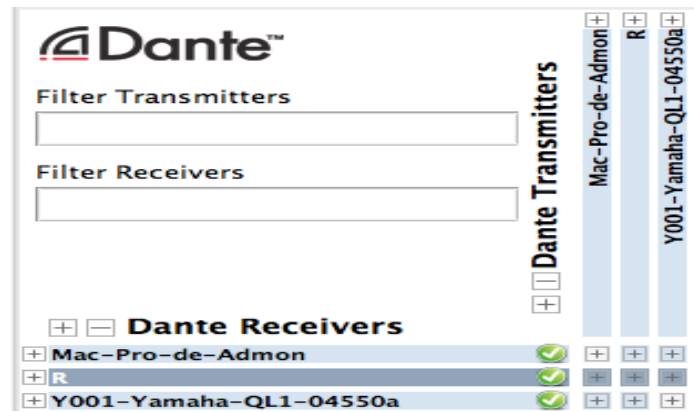 Dante™
Filter Transmitters
Filter Receivers
Dante Transmitters
Mac-Pro-de-Admon
R
Y001-Yamaha-QL1-04550a
Dante Receivers
Mac-Pro-de-Admon
R
Y001-Yamaha-QL1-04550a